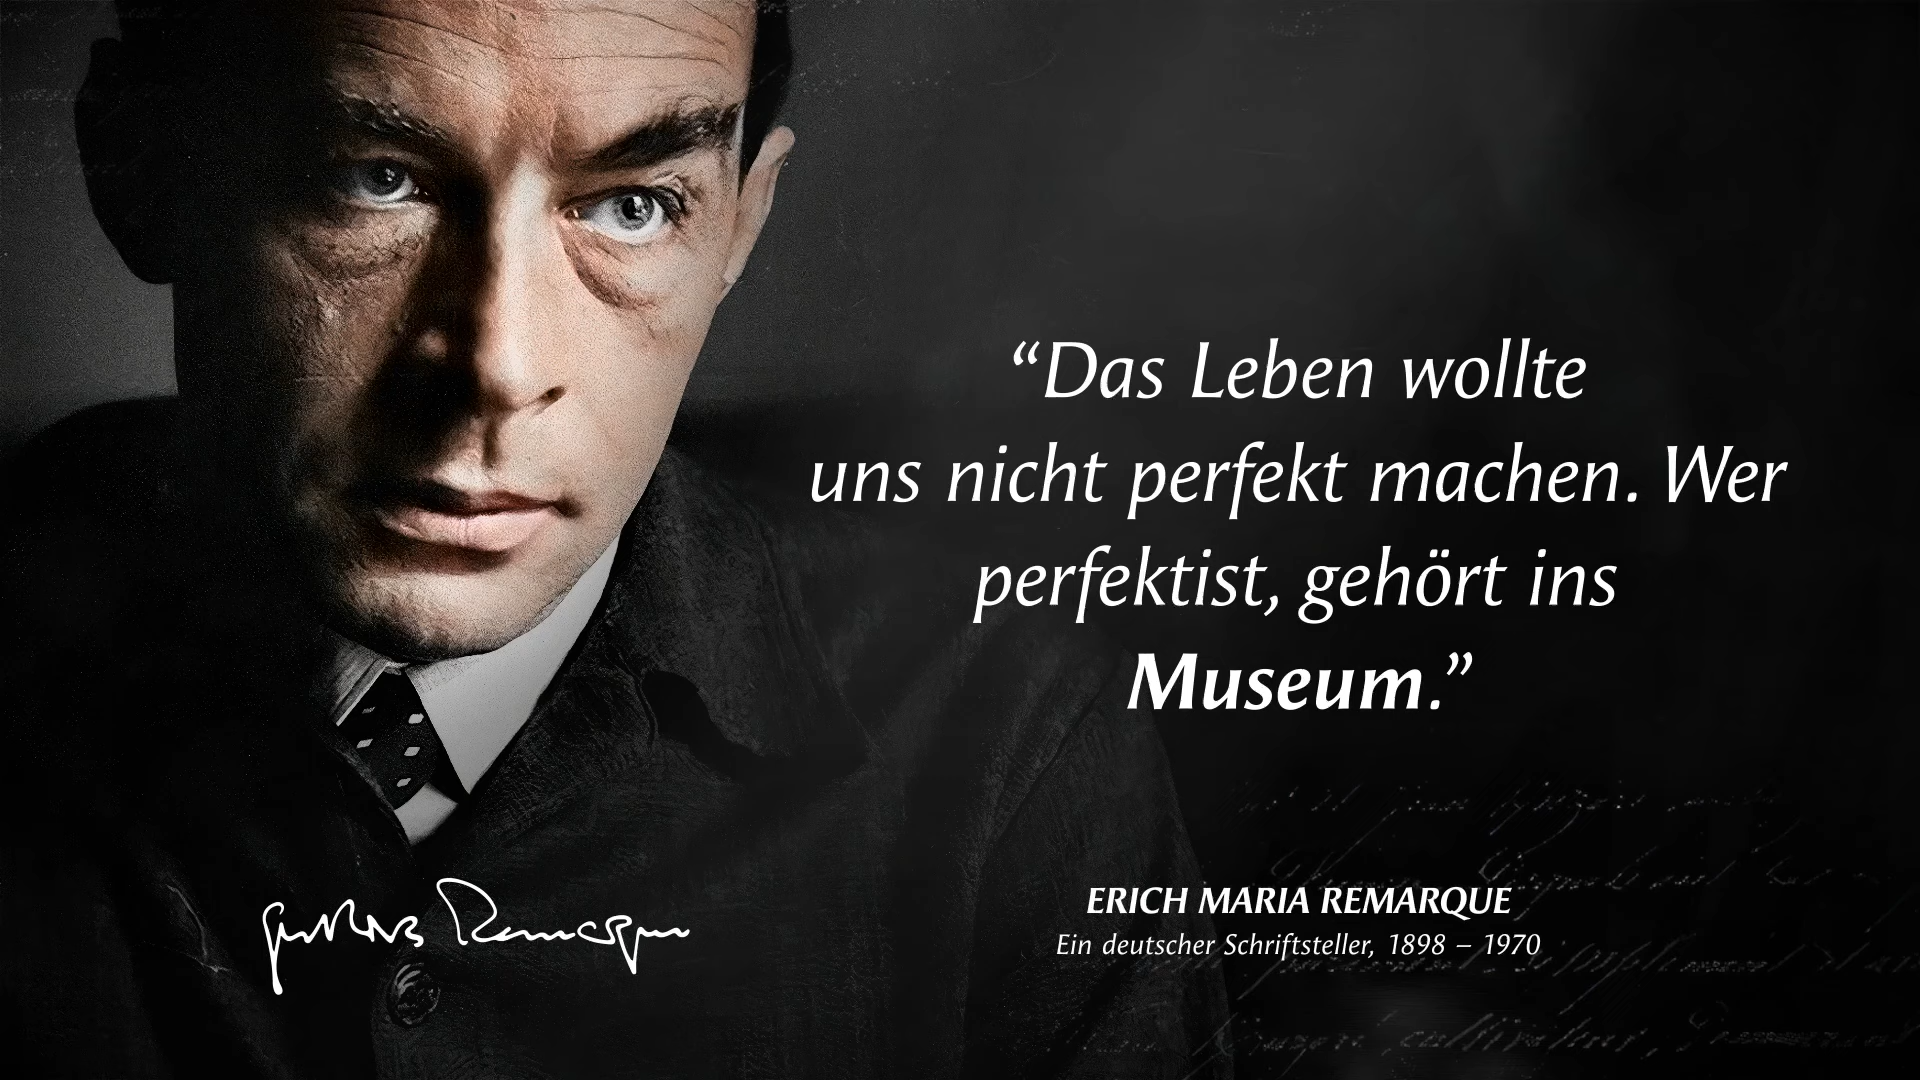 “Das Leben wollte
uns nicht perfekt machen. Wer
perfektist, gehört ins
Museum.”
ERICH MARIA REMARQUE
Ein deutscher Schriftsteller, 1898 – 1970
Remarque